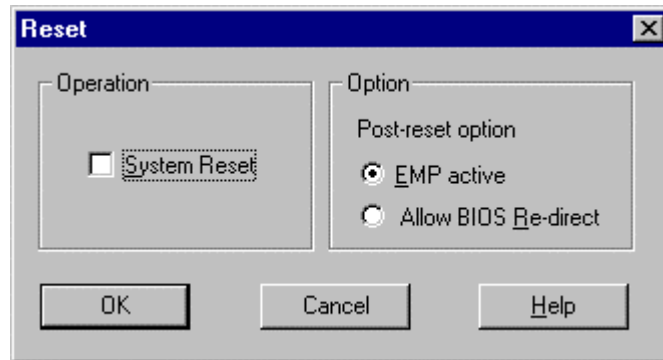 Reset
Operation
System Reset
Option
Post-reset option
EMP active
Allow BIOS Re-direct
OK
Cancel
Help